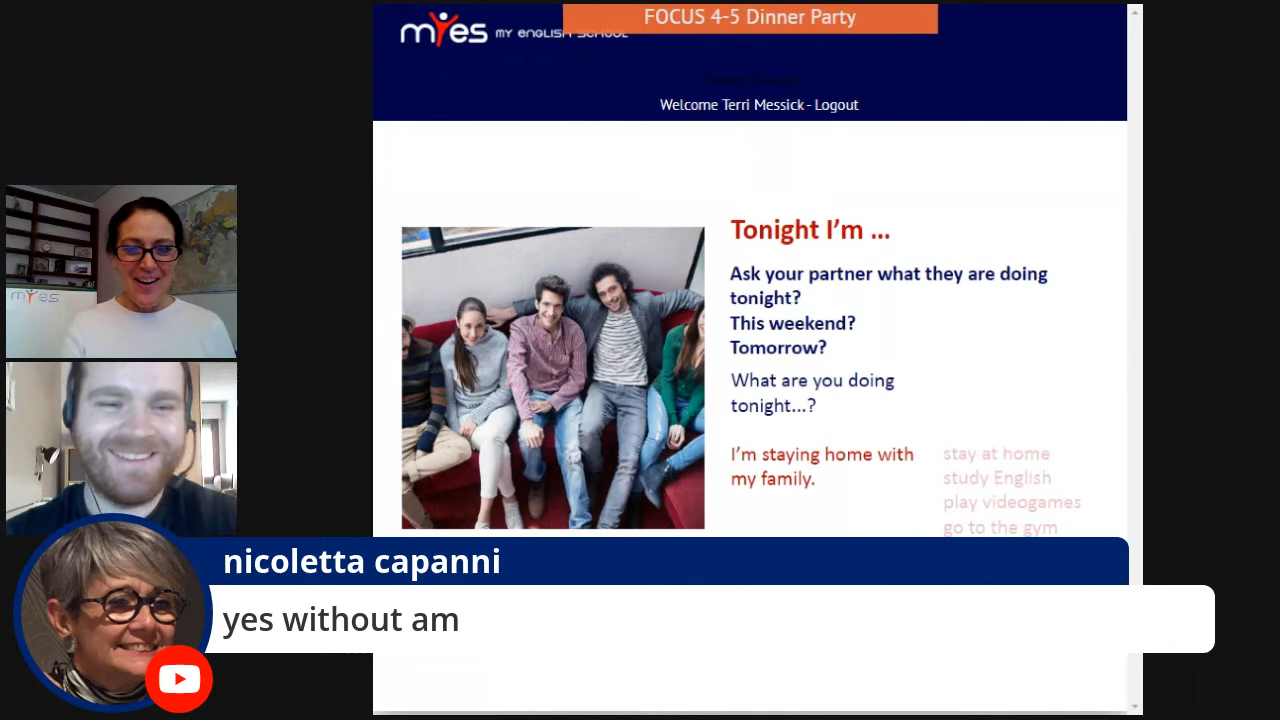 FOCUS 4-5 Dinner Party
mYes MY ENGLISH SCHOOL
Welcome Terri Messick - Logout
mYes
Tonight I'm ...
Ask your partner what they are doing
tonight?
This weekend?
Tomorrow?
What are you doing
tonight...?
I'm staying home with
my family.
stay at home
study English
play videogames
go to the gym
nicoletta capanni
yes without am